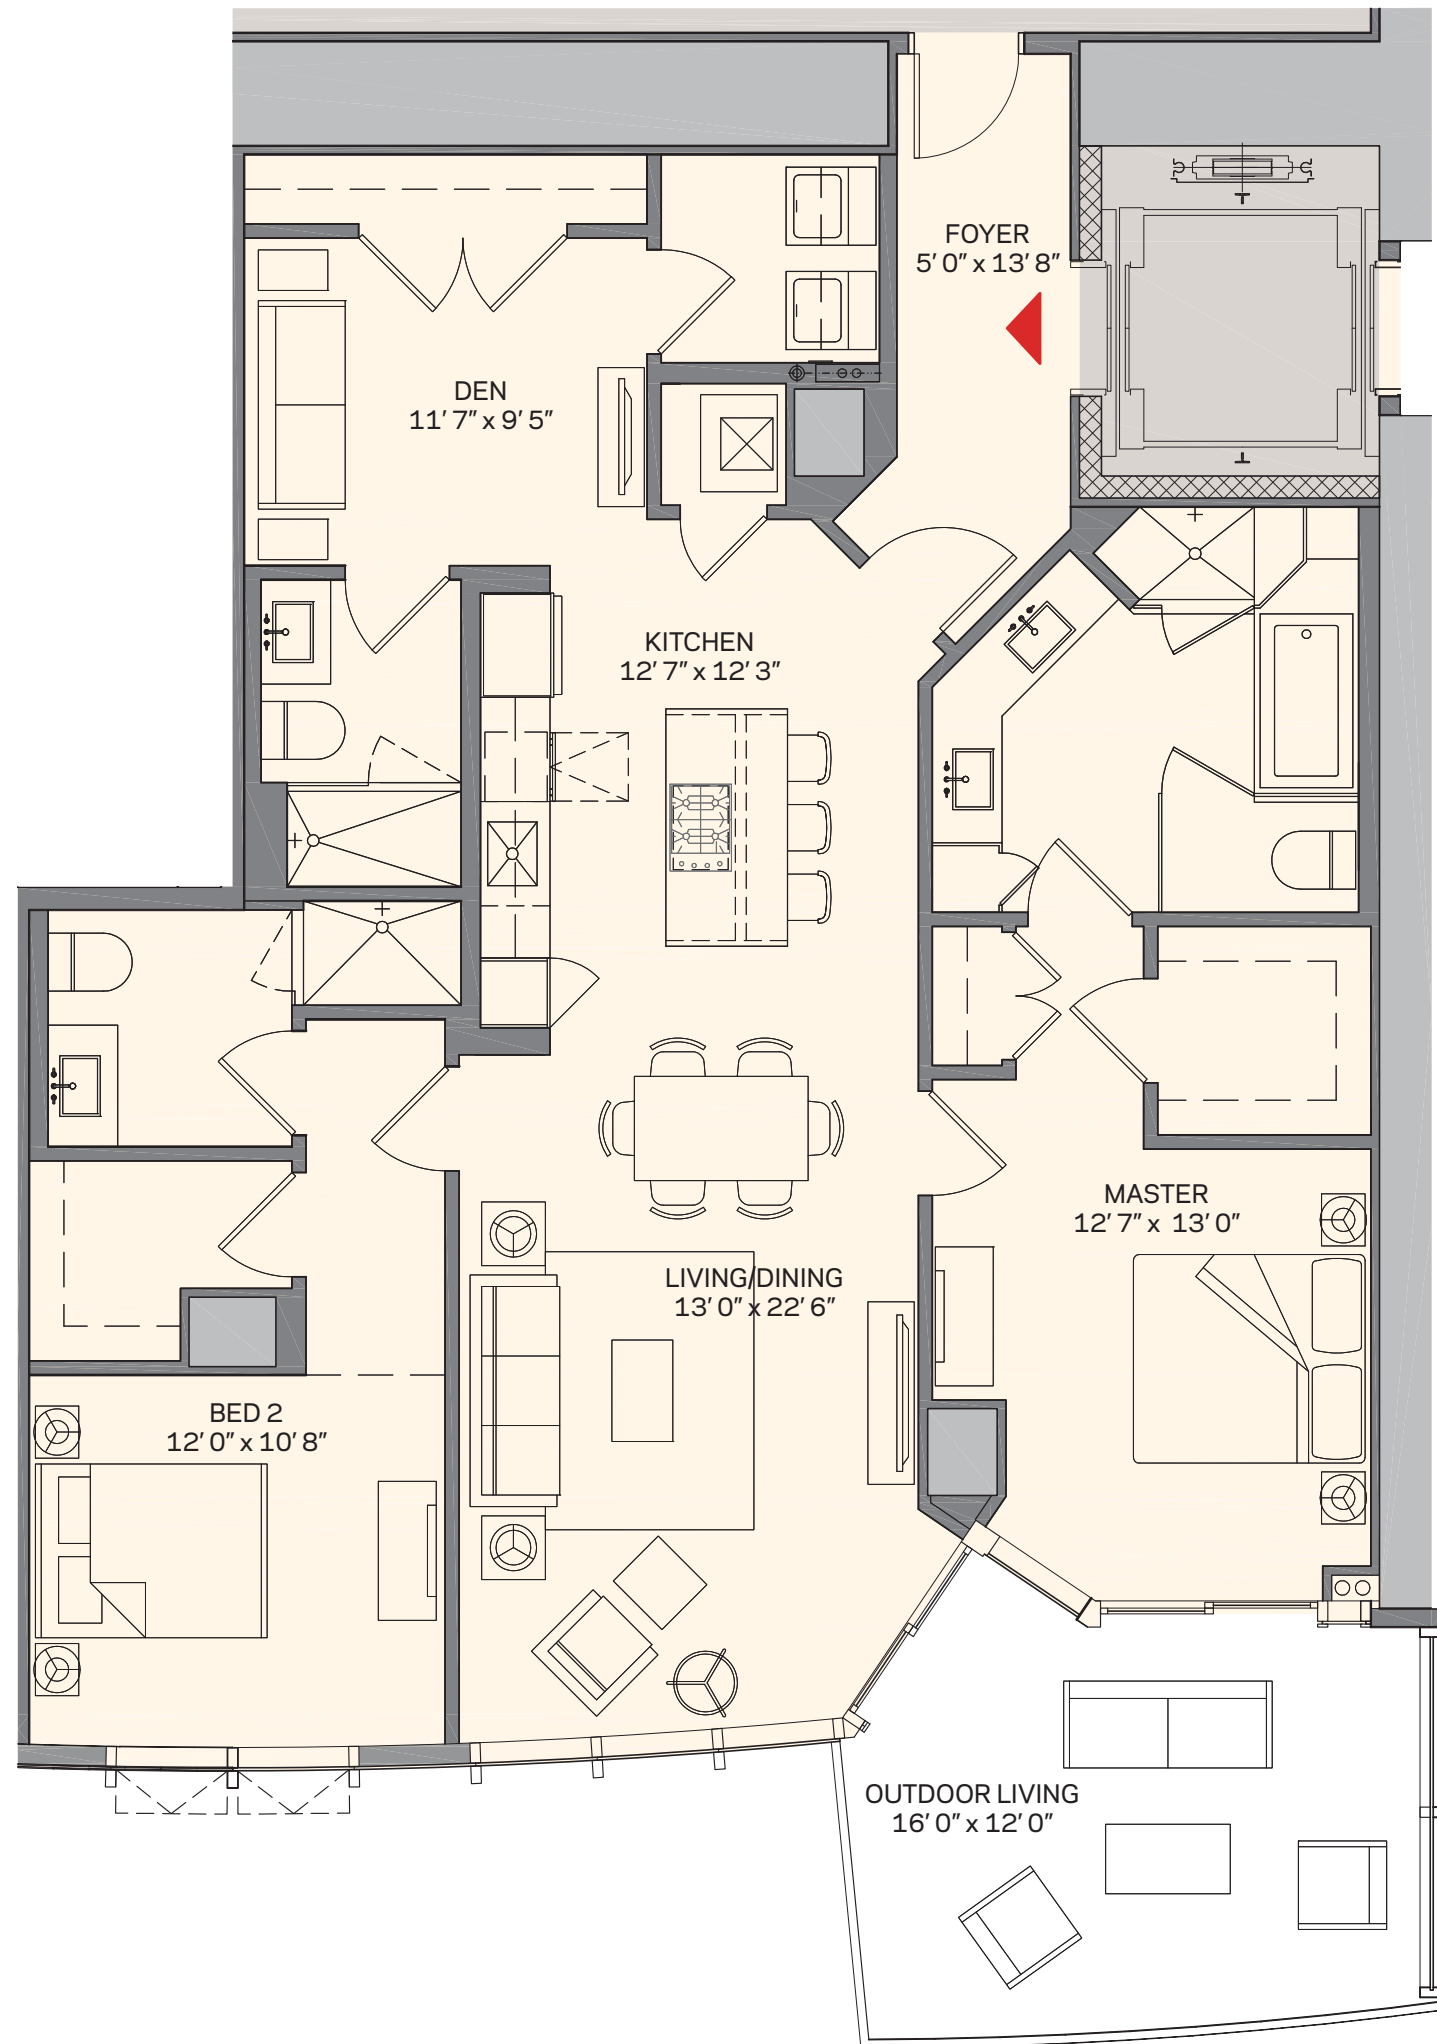 FOYER
5’ 0” x 13’ 8”
DEN
11’ 7” x 9’ 5”
KITCHEN
12’ 7” x 12’ 3”
MASTER
12’ 7” x 13’ 0”
LIVING/DINING
13’ 0” x 22’ 6”
BED 2
12’ 0” x 10’ 8”
OUTDOOR LIVING
16’ 0” x 12’ 0”